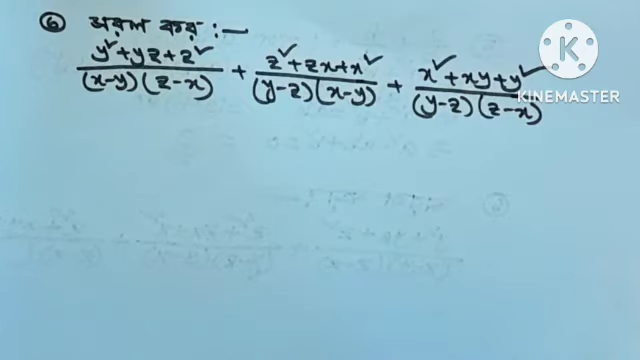 ⑥ সরল কর :—
(y² + yz + z²)/((x-y)(z-x)) + (z² + zx + x²)/((y-z)(x-y)) + (x² + xy + y²)/((y-z)(z-x))
KINEMASTER